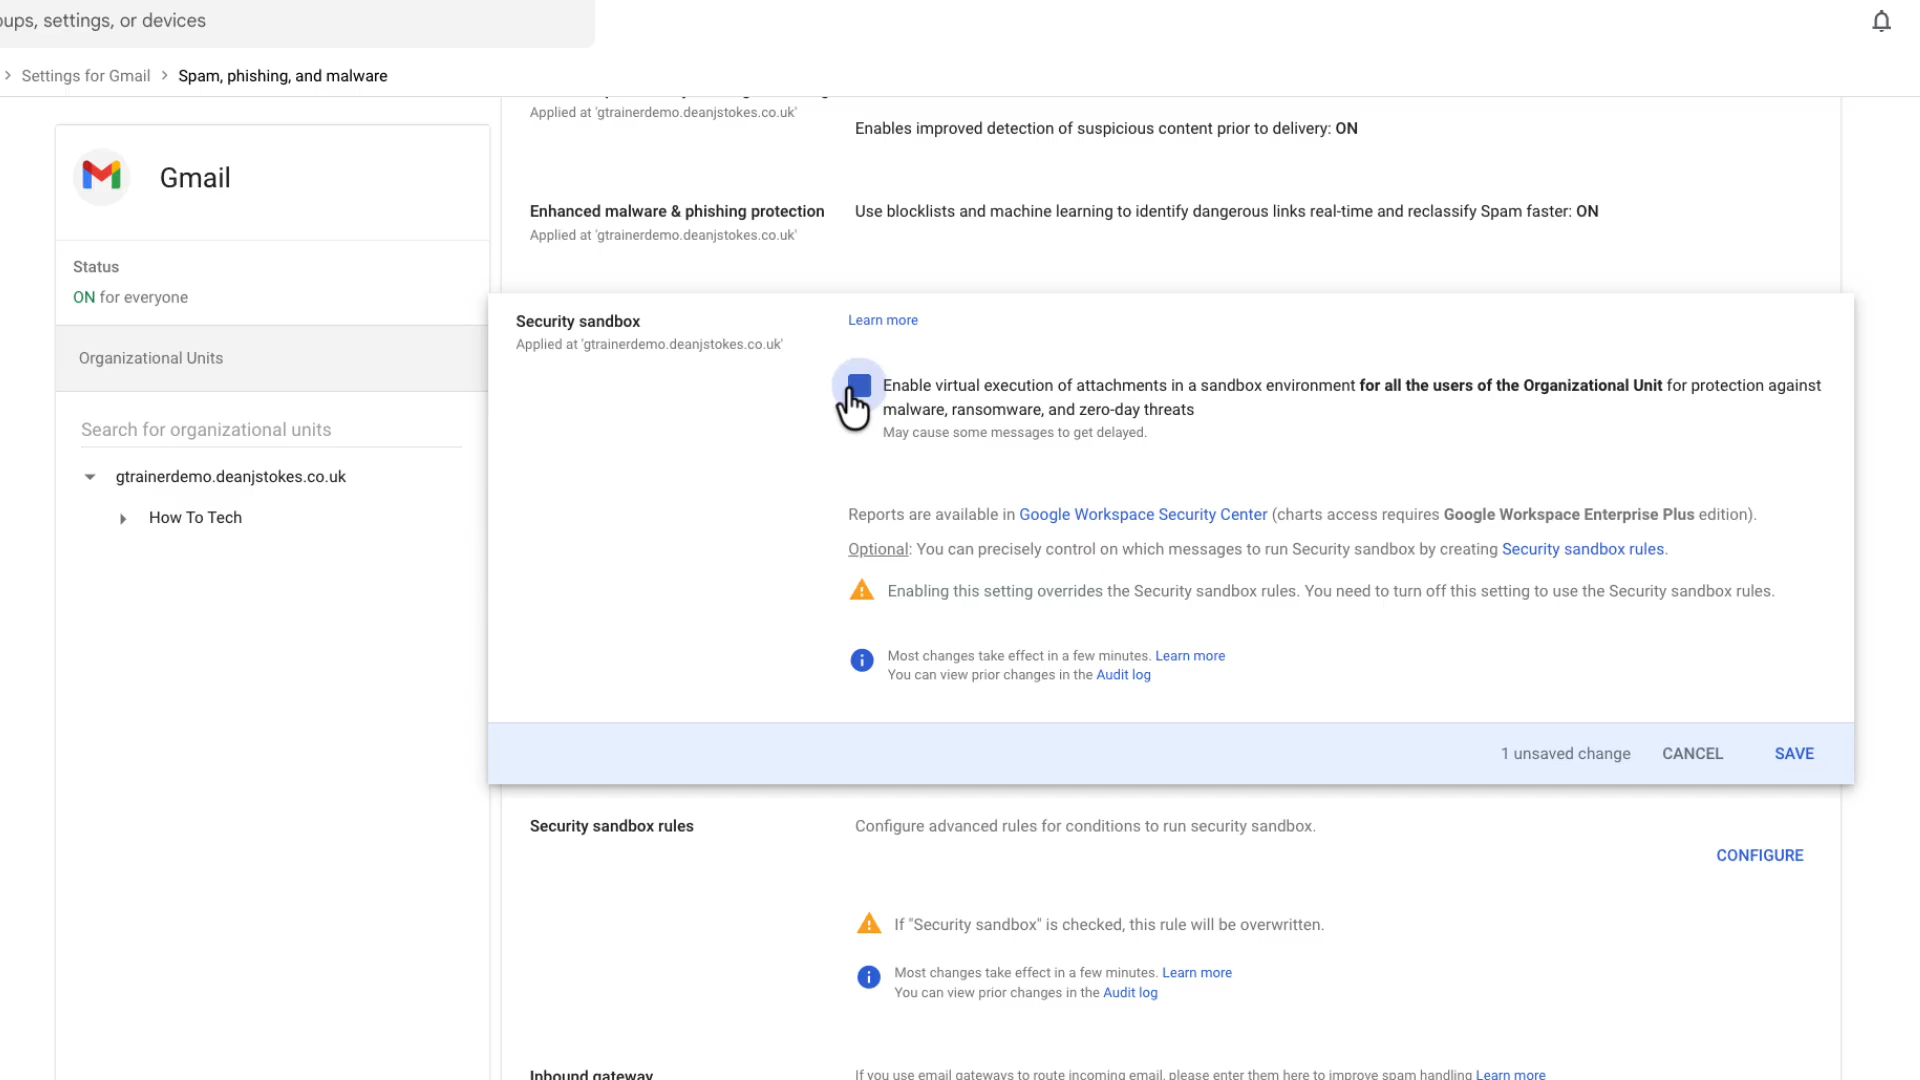 oups, settings, or devices
Settings for Gmail > Spam, phishing, and malware
Gmail
Status
ON for everyone
Organizational Units
Search for organizational units
gtrainerdemo.deanjstokes.co.uk
How To Tech
Applied at 'gtrainerdemo.deanjstokes.co.uk'
Enables improved detection of suspicious content prior to delivery: ON
Enhanced malware & phishing protection
Applied at 'gtrainerdemo.deanjstokes.co.uk'
Use blocklists and machine learning to identify dangerous links real-time and reclassify Spam faster: ON
Security sandbox
Applied at 'gtrainerdemo.deanjstokes.co.uk'
Learn more
Enable virtual execution of attachments in a sandbox environment for all the users of the Organizational Unit for protection against
malware, ransomware, and zero-day threats
May cause some messages to get delayed.
Reports are available in Google Workspace Security Center (charts access requires Google Workspace Enterprise Plus edition).
Optional: You can precisely control on which messages to run Security sandbox by creating Security sandbox rules.
Enabling this setting overrides the Security sandbox rules. You need to turn off this setting to use the Security sandbox rules.
Most changes take effect in a few minutes. Learn more
You can view prior changes in the Audit log
1 unsaved change CANCEL SAVE
Security sandbox rules
Configure advanced rules for conditions to run security sandbox.
CONFIGURE
If "Security sandbox" is checked, this rule will be overwritten.
Most changes take effect in a few minutes. Learn more
You can view prior changes in the Audit log
Inbound gateway
If you use email gateways to route incoming email, please enter them here to improve spam handling Learn more